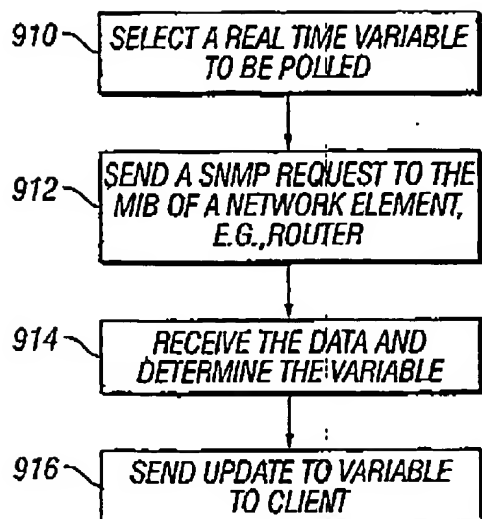 910
SELECT A REAL TIME VARIABLE
TO BE POLLED
912
SEND A SNMP REQUEST TO THE
MIB OF A NETWORK ELEMENT,
E.G.,ROUTER
914
RECEIVE THE DATA AND
DETERMINE THE VARIABLE
916
SEND UPDATE TO VARIABLE
TO CLIENT